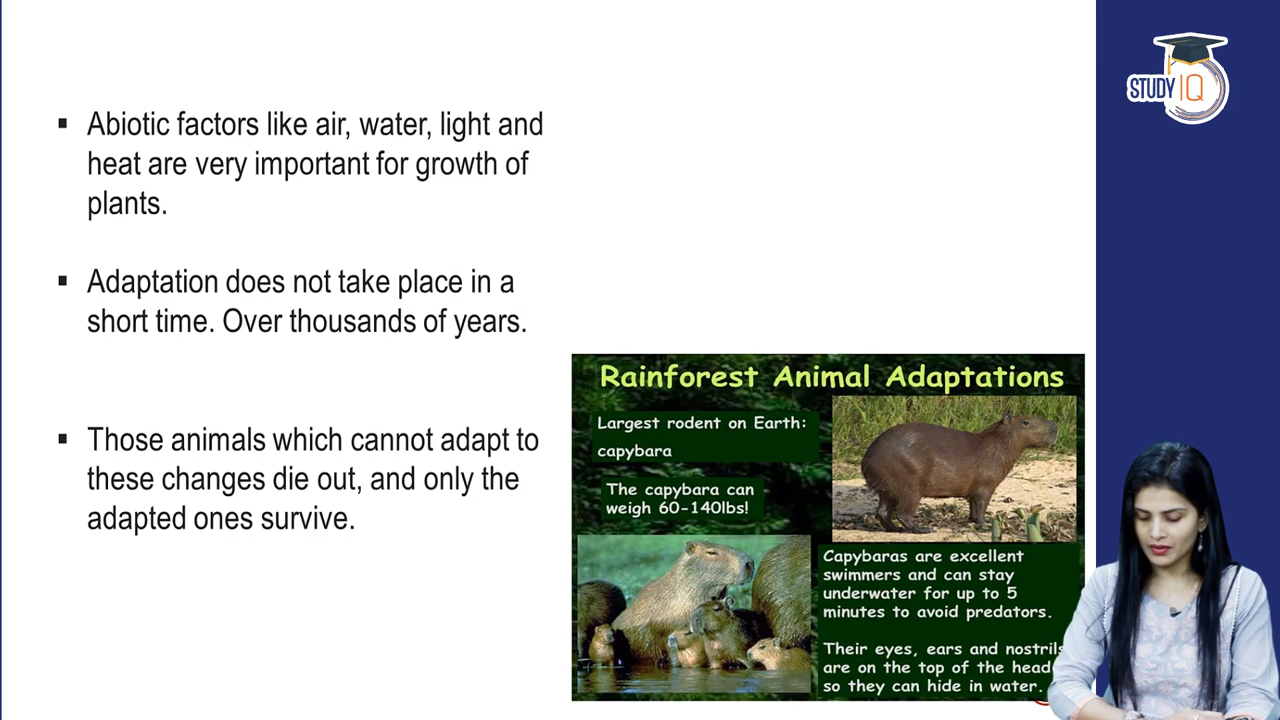 ▪ Abiotic factors like air, water, light and
heat are very important for growth of
plants.
▪ Adaptation does not take place in a
short time. Over thousands of years.
▪ Those animals which cannot adapt to
these changes die out, and only the
adapted ones survive.
Rainforest Animal Adaptations
Largest rodent on Earth:
capybara
The capybara can
weigh 60-140lbs!
Capybaras are excellent
swimmers and can stay
underwater for up to 5
minutes to avoid predators.
Their eyes, ears and nostrils
are on the top of the head
so they can hide in water.
STUDY IQ